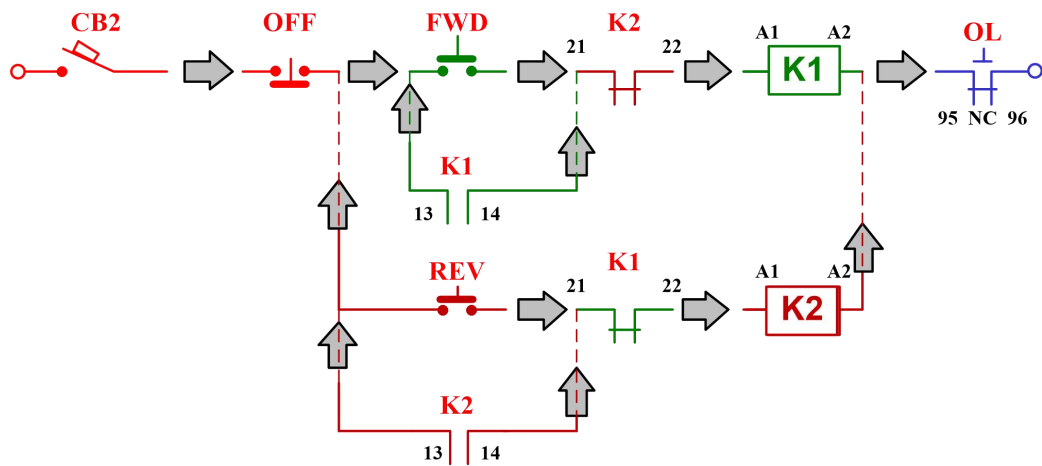 CB2 OFF FWD K2 OL
21 22 A1 A2
K1
95 NC 96
K1
13 14
REV K1
21 22 A1 A2
K2
K2
13 14